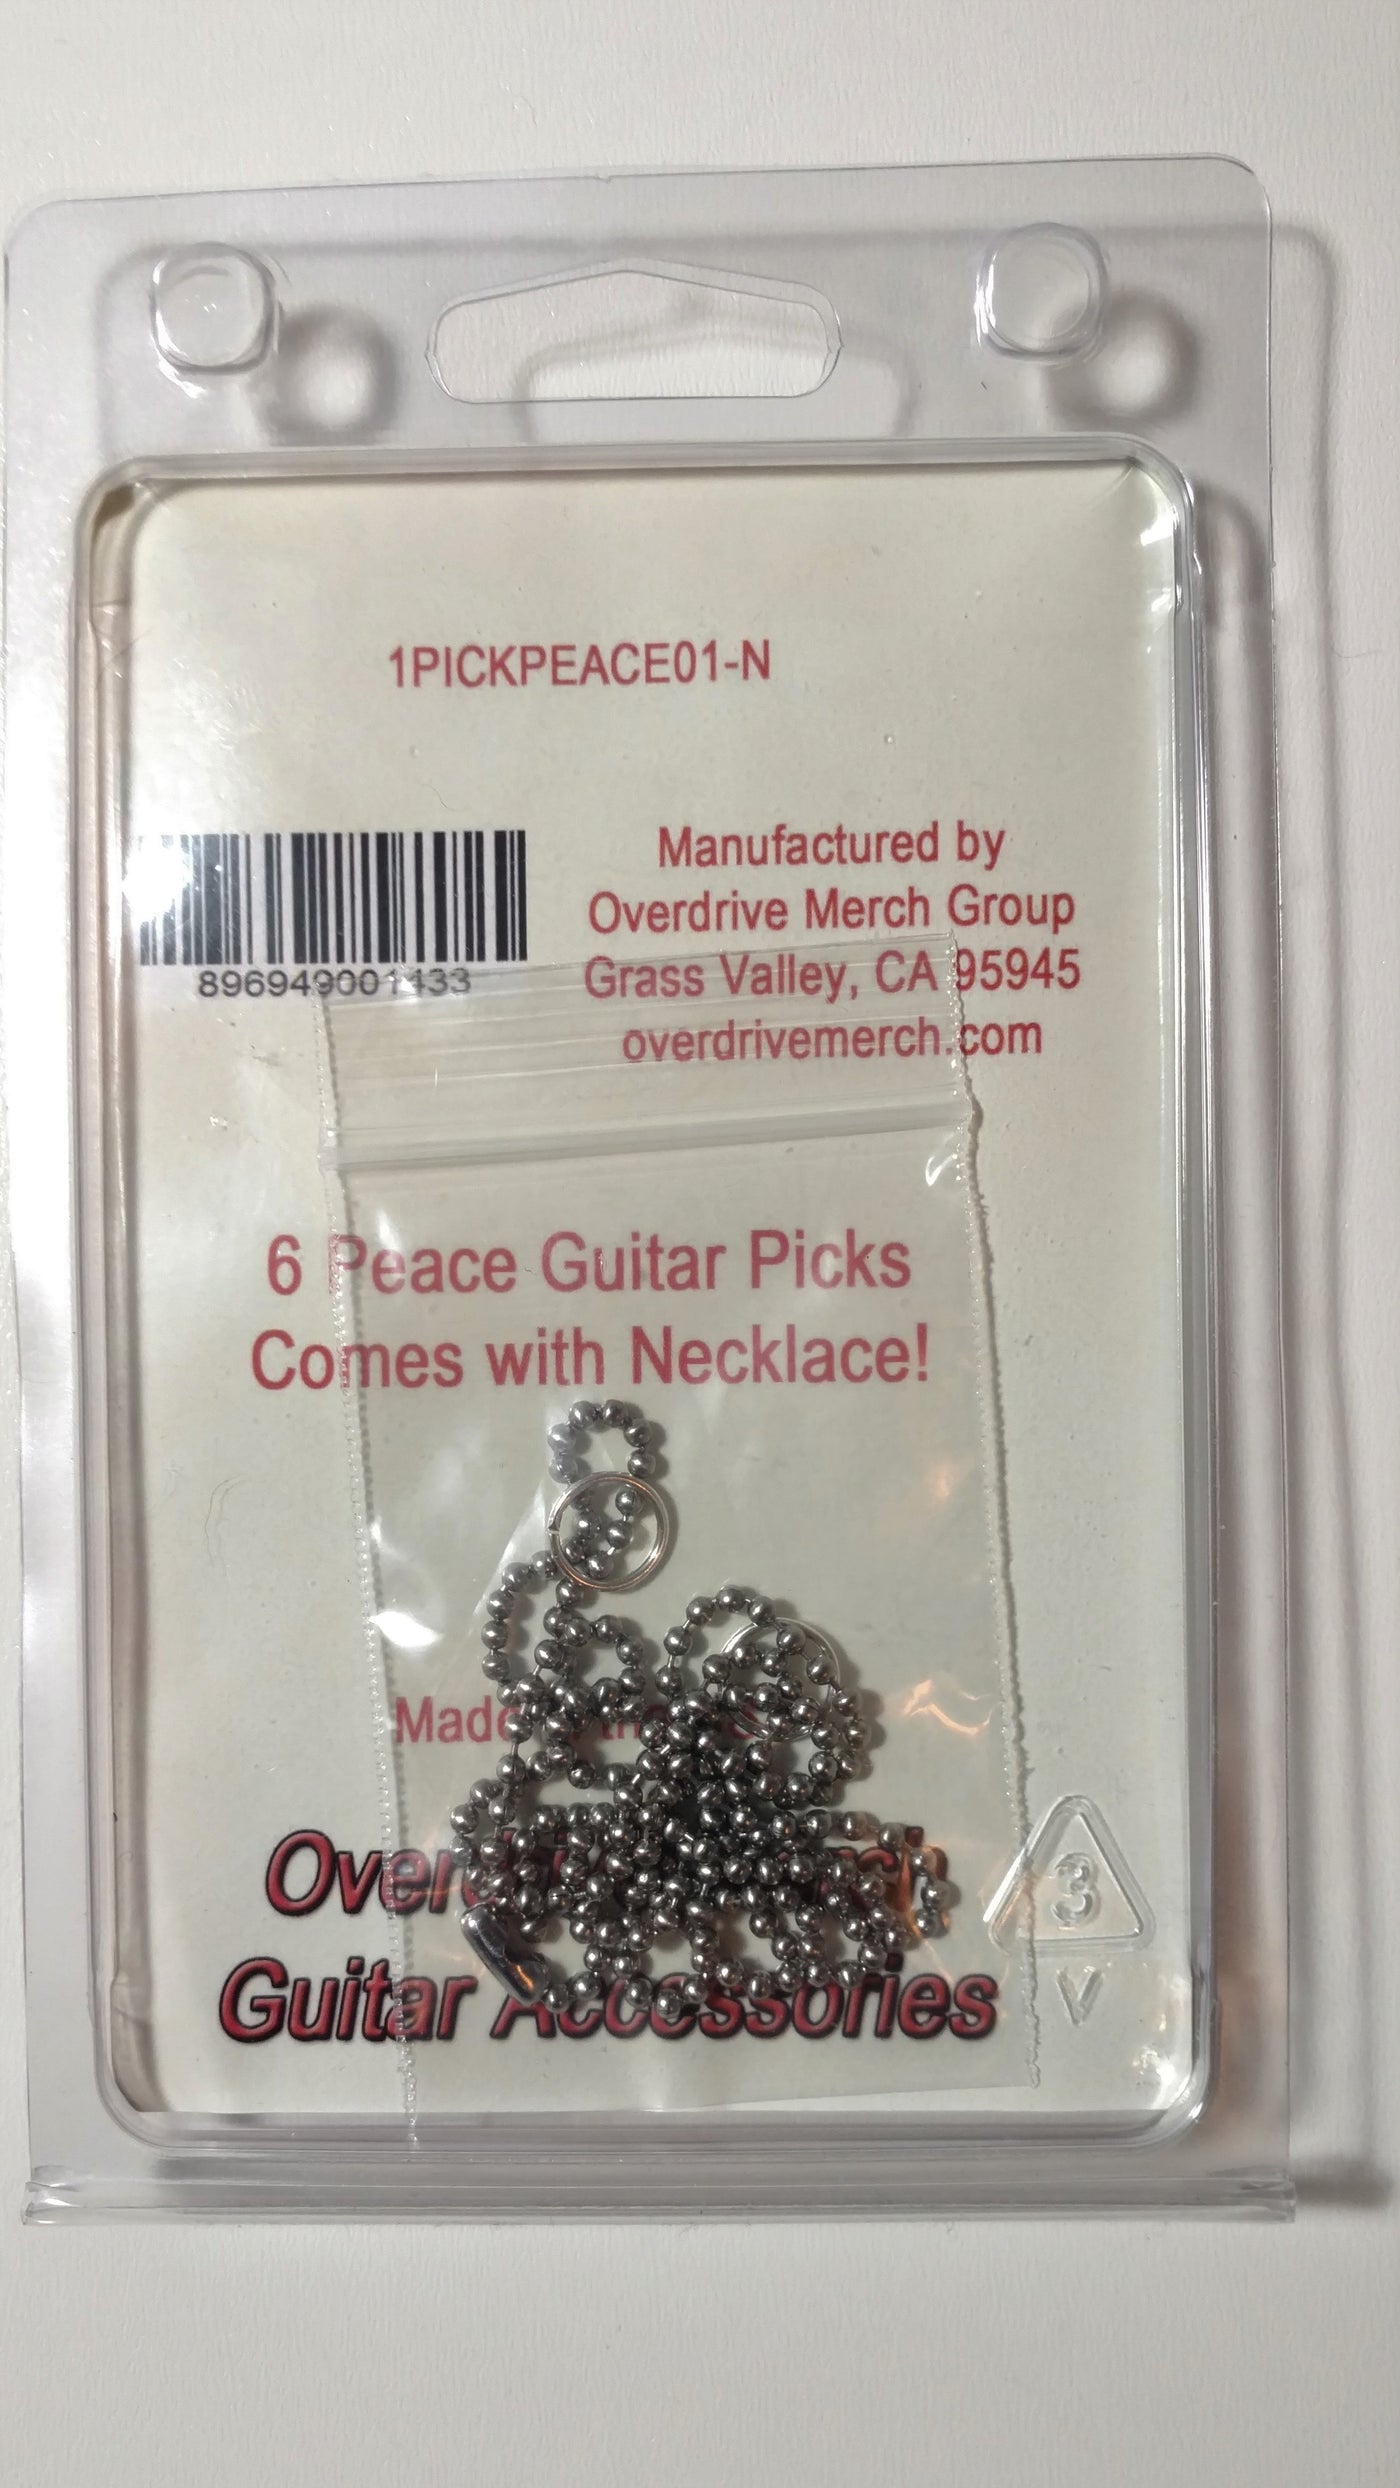 1PICKPEACE01-N
896949001433
Manufactured by
Overdrive Merch Group
Grass Valley, CA 95945
overdrivemerch.com
6 Peace Guitar Picks
Comes with Necklace!
Made
Guitar Accessories
3
V